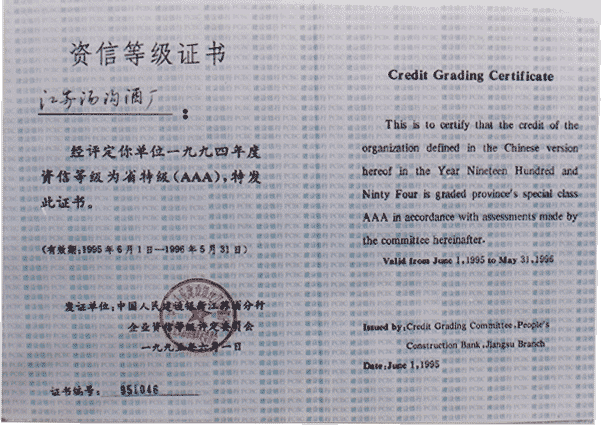 资信等级证书
江苏汤沟酒厂：
经评定你单位一九九四年度
资信等级为省特级(AAA),特发
此证书。
(有效期:1995年6月1日—1996年5月31日)
发证单位:中国人民建设银行江苏省分行
企业资信等级评定委员会
一九九五年六月一日
证书编号: 951046
Credit Grading Certificate
This is to certify that the credit of the
organization defined in the Chinese version
hereof in the Year Nineteen Hundred and
Ninty Four is graded province's special class
AAA in accordance with assessments made by
the committee hereinafter.
Valid from June 1, 1995 to May 31, 1996
Issued by: Credit Grading Committee, People's
Construction Bank, Jiangsu Branch
Date: June 1, 1995